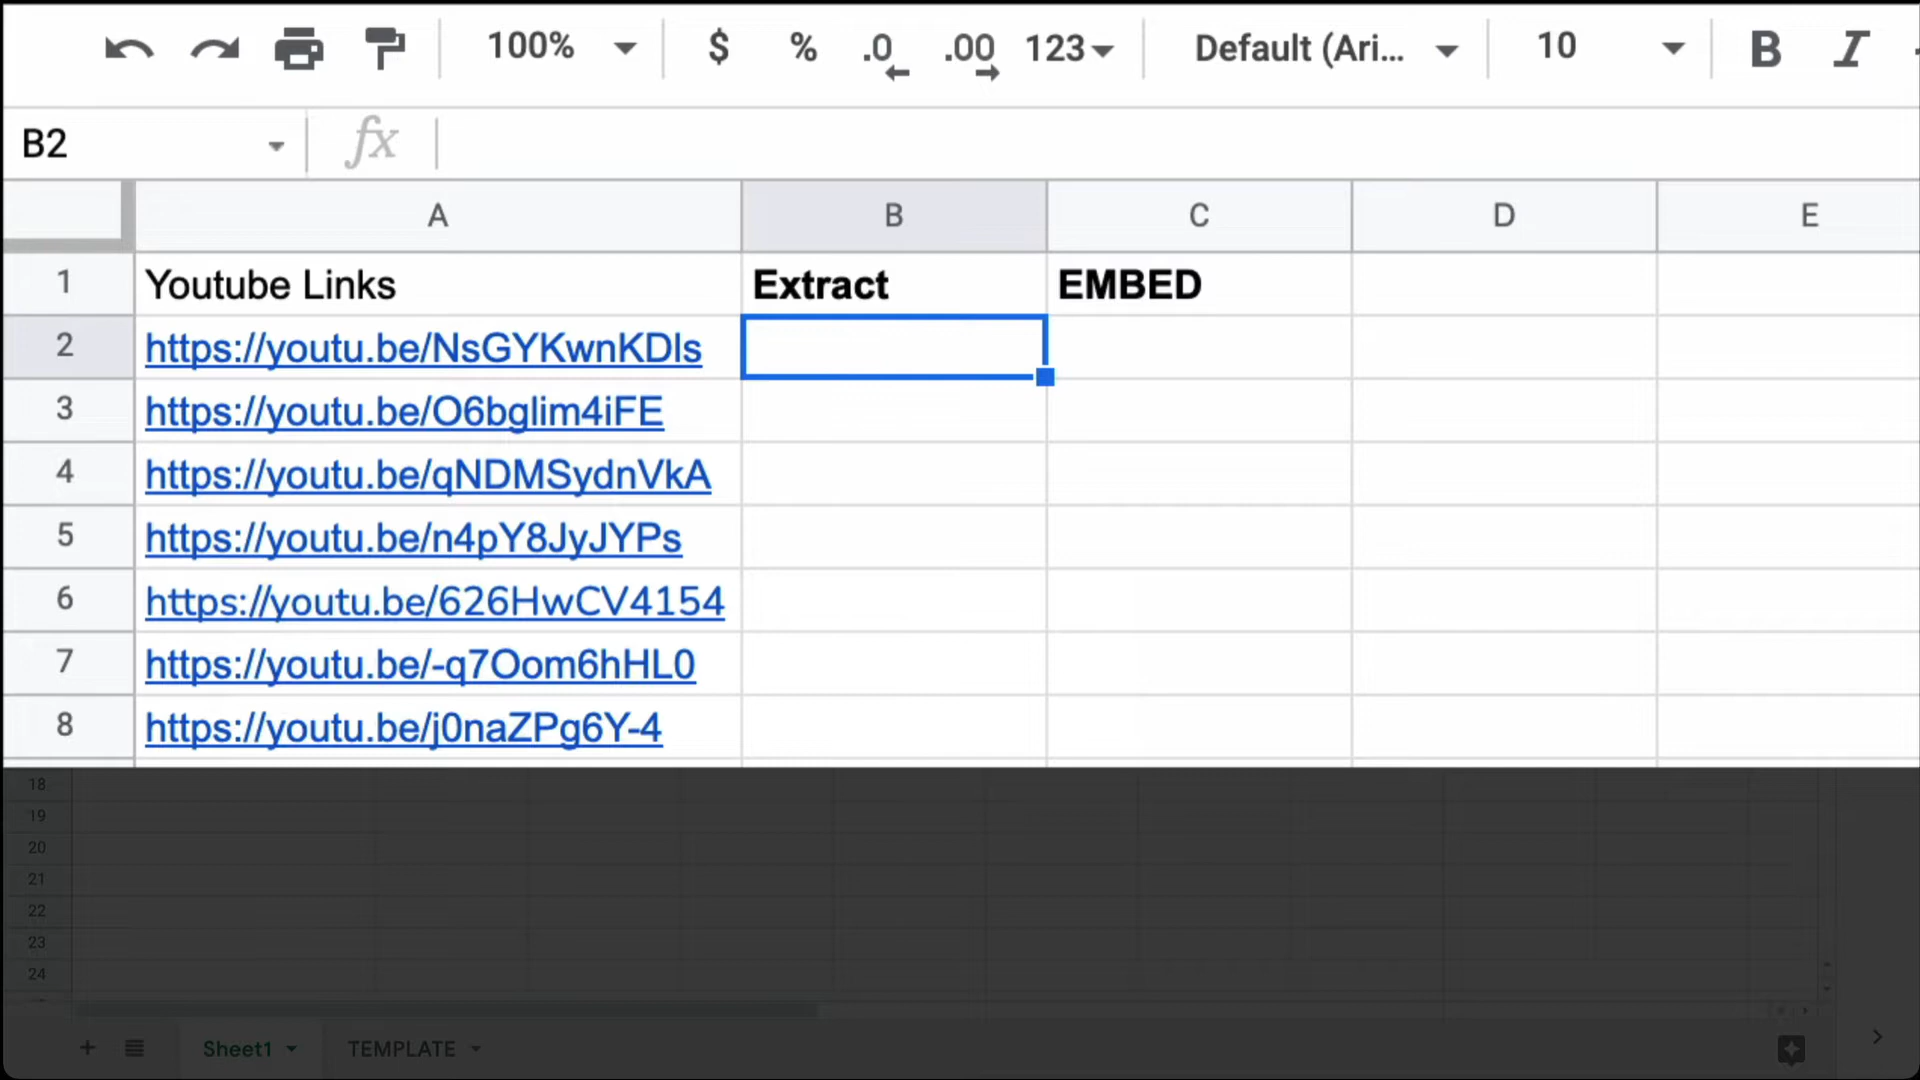 100% $ % .0 .00 123 Default (Ari... 10 B I
B2 fx
A B C D E
1 Youtube Links Extract EMBED
2 https://youtu.be/NsGYKwnKDls
3 https://youtu.be/O6bglim4iFE
4 https://youtu.be/qNDMSydnVkA
5 https://youtu.be/n4pY8JyJYPs
6 https://youtu.be/626HwCV4154
7 https://youtu.be/-q7Oom6hHL0
8 https://youtu.be/j0naZPg6Y-4
18
19
20
21
22
23
24
+ Sheet1 TEMPLATE